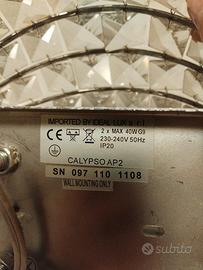 IMPORTED BY IDEAL LUX s.r.l.
CE
2 x MAX 40W G9
230-240V 50Hz
IP20
CALYPSO AP2
SN 097 110 1108
WALL MOUNTING ONLY
subito